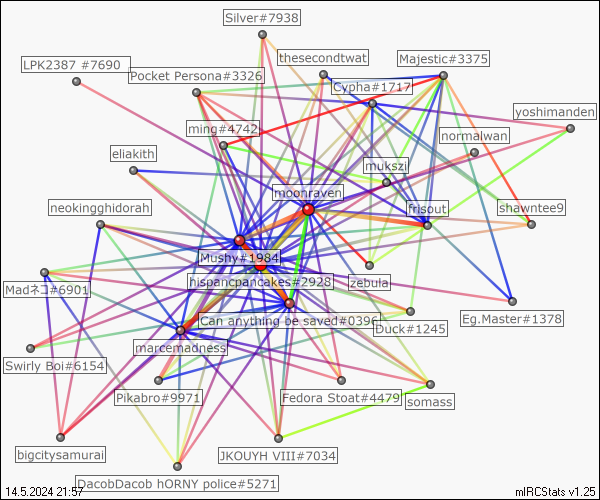 Silver#7938
thesecondtwat
Majestic#3375
LPK2387 #7690
Pocket Persona#3326
Cypha#1717
yoshimanden
ming#4742
normalwan
eliakith
mukszi
moonraven
neokingghidorah
frisout
shawntee9
Mushy#1984
hispancpancakes#2928
zebula
Madネコ#6901
Can anything be saved#0396
Duck#1245
Eg.Master#1378
marcemadness
Swirly Boi#6154
Pikabro#9971
Fedora Stoat#4479
somass
bigcitysamurai
JKOUYH VIII#7034
DacobDacob hORNY police#5271
14.5.2024 21:57
mIRCStats v1.25